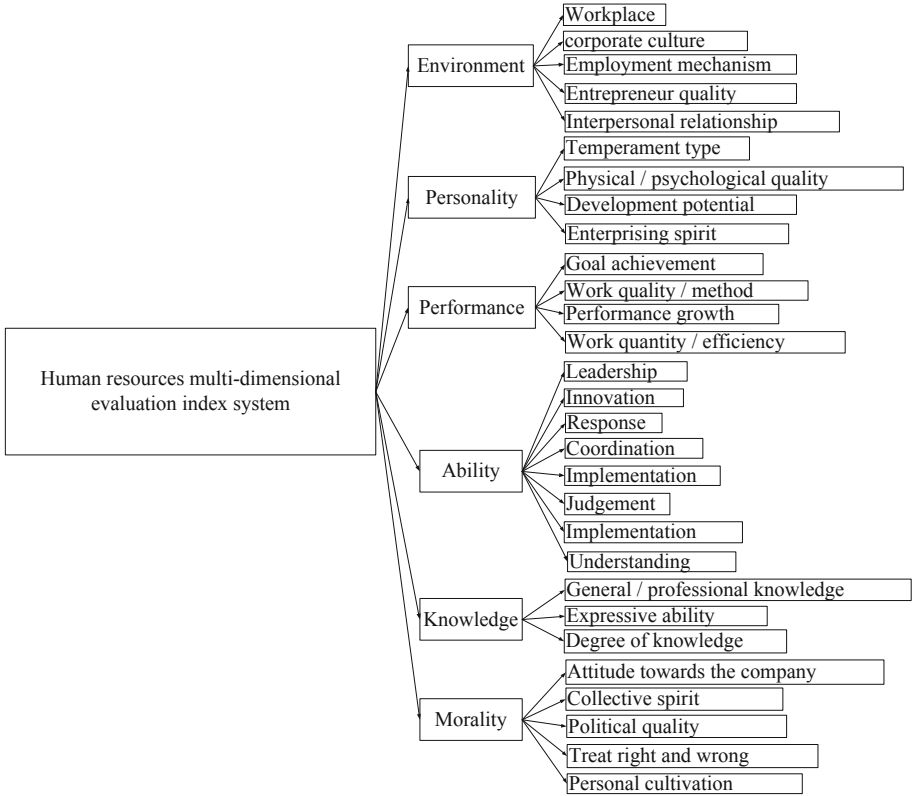 Human resources multi-dimensional
evaluation index system
Environment
Workplace
corporate culture
Employment mechanism
Entrepreneur quality
Interpersonal relationship
Personality
Temperament type
Physical / psychological quality
Development potential
Enterprising spirit
Performance
Goal achievement
Work quality / method
Performance growth
Work quantity / efficiency
Ability
Leadership
Innovation
Response
Coordination
Implementation
Judgement
Implementation
Understanding
Knowledge
General / professional knowledge
Expressive ability
Degree of knowledge
Morality
Attitude towards the company
Collective spirit
Political quality
Treat right and wrong
Personal cultivation